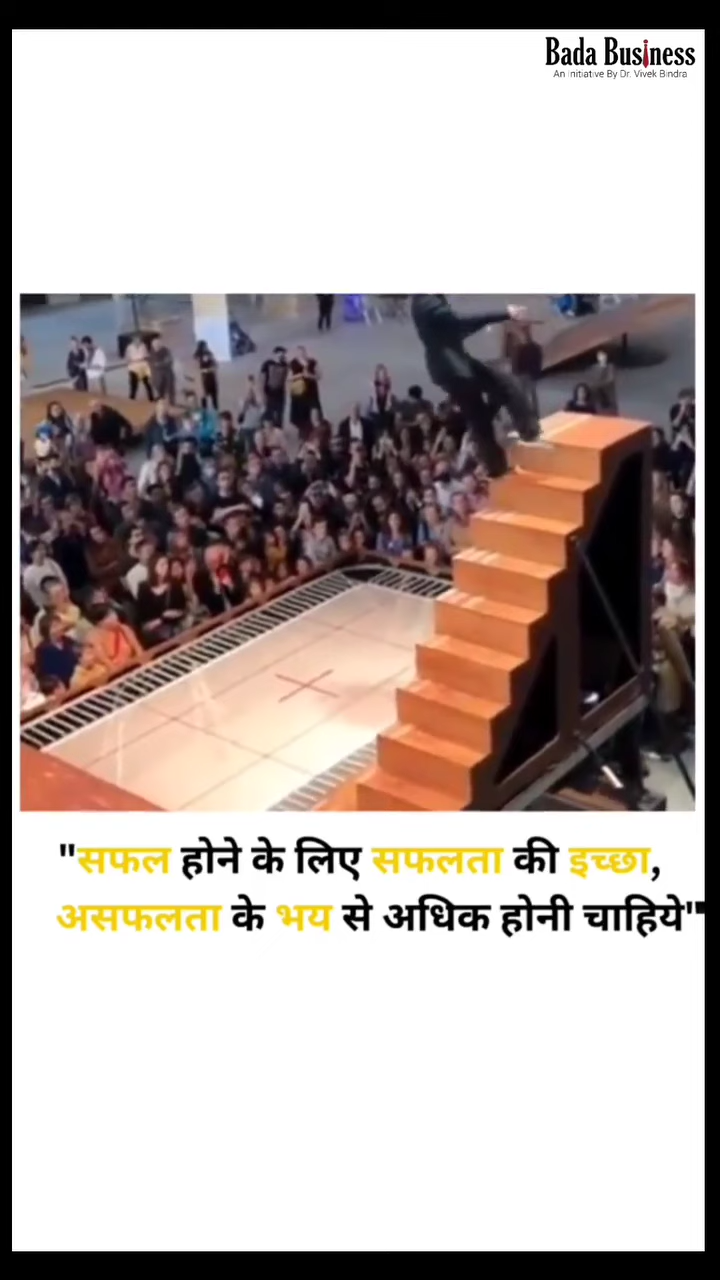 Bada Business
An Initiative By Dr. Vivek Bindra
"सफल होने के लिए सफलता की इच्छा,
असफलता के भय से अधिक होनी चाहिये"